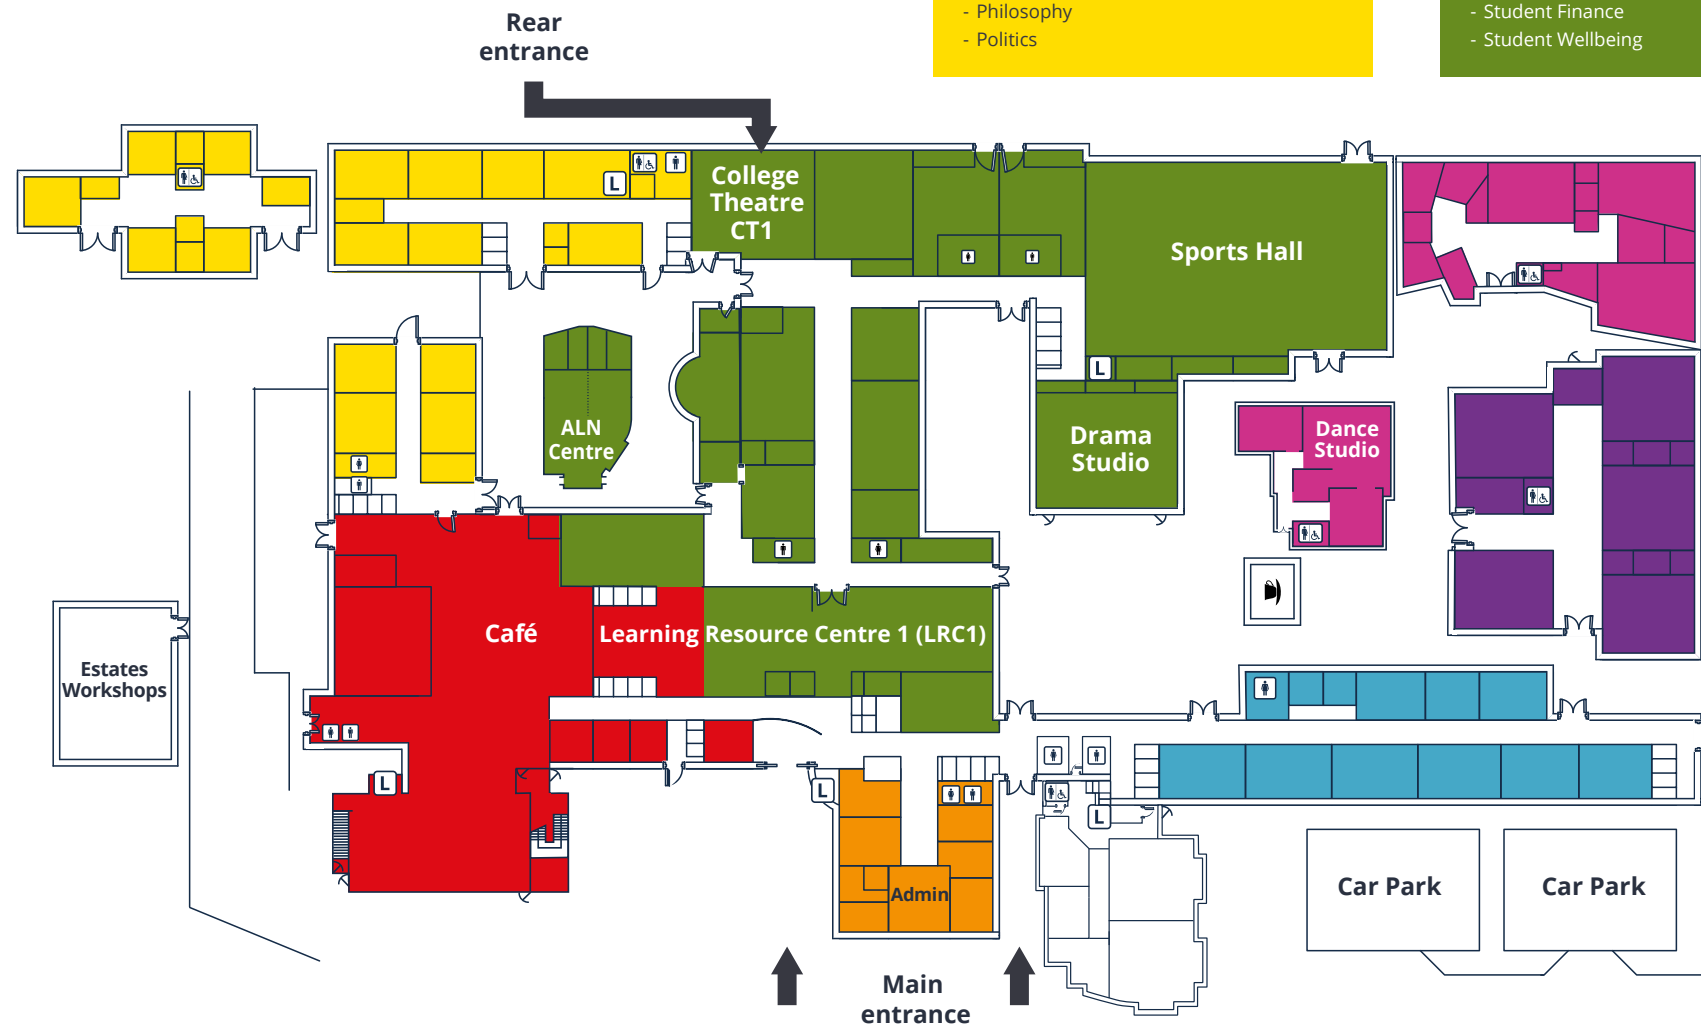 - Philosophy
- Politics
- Student Finance
- Student Wellbeing
Rear
entrance
College
Theatre
CT1
L
Sports Hall
L
ALN
Centre
Drama
Studio
Dance
Studio
Café
Learning Resource Centre 1 (LRC1)
Estates
Workshops
L
L
L
Admin
Car Park
Car Park
Main
entrance